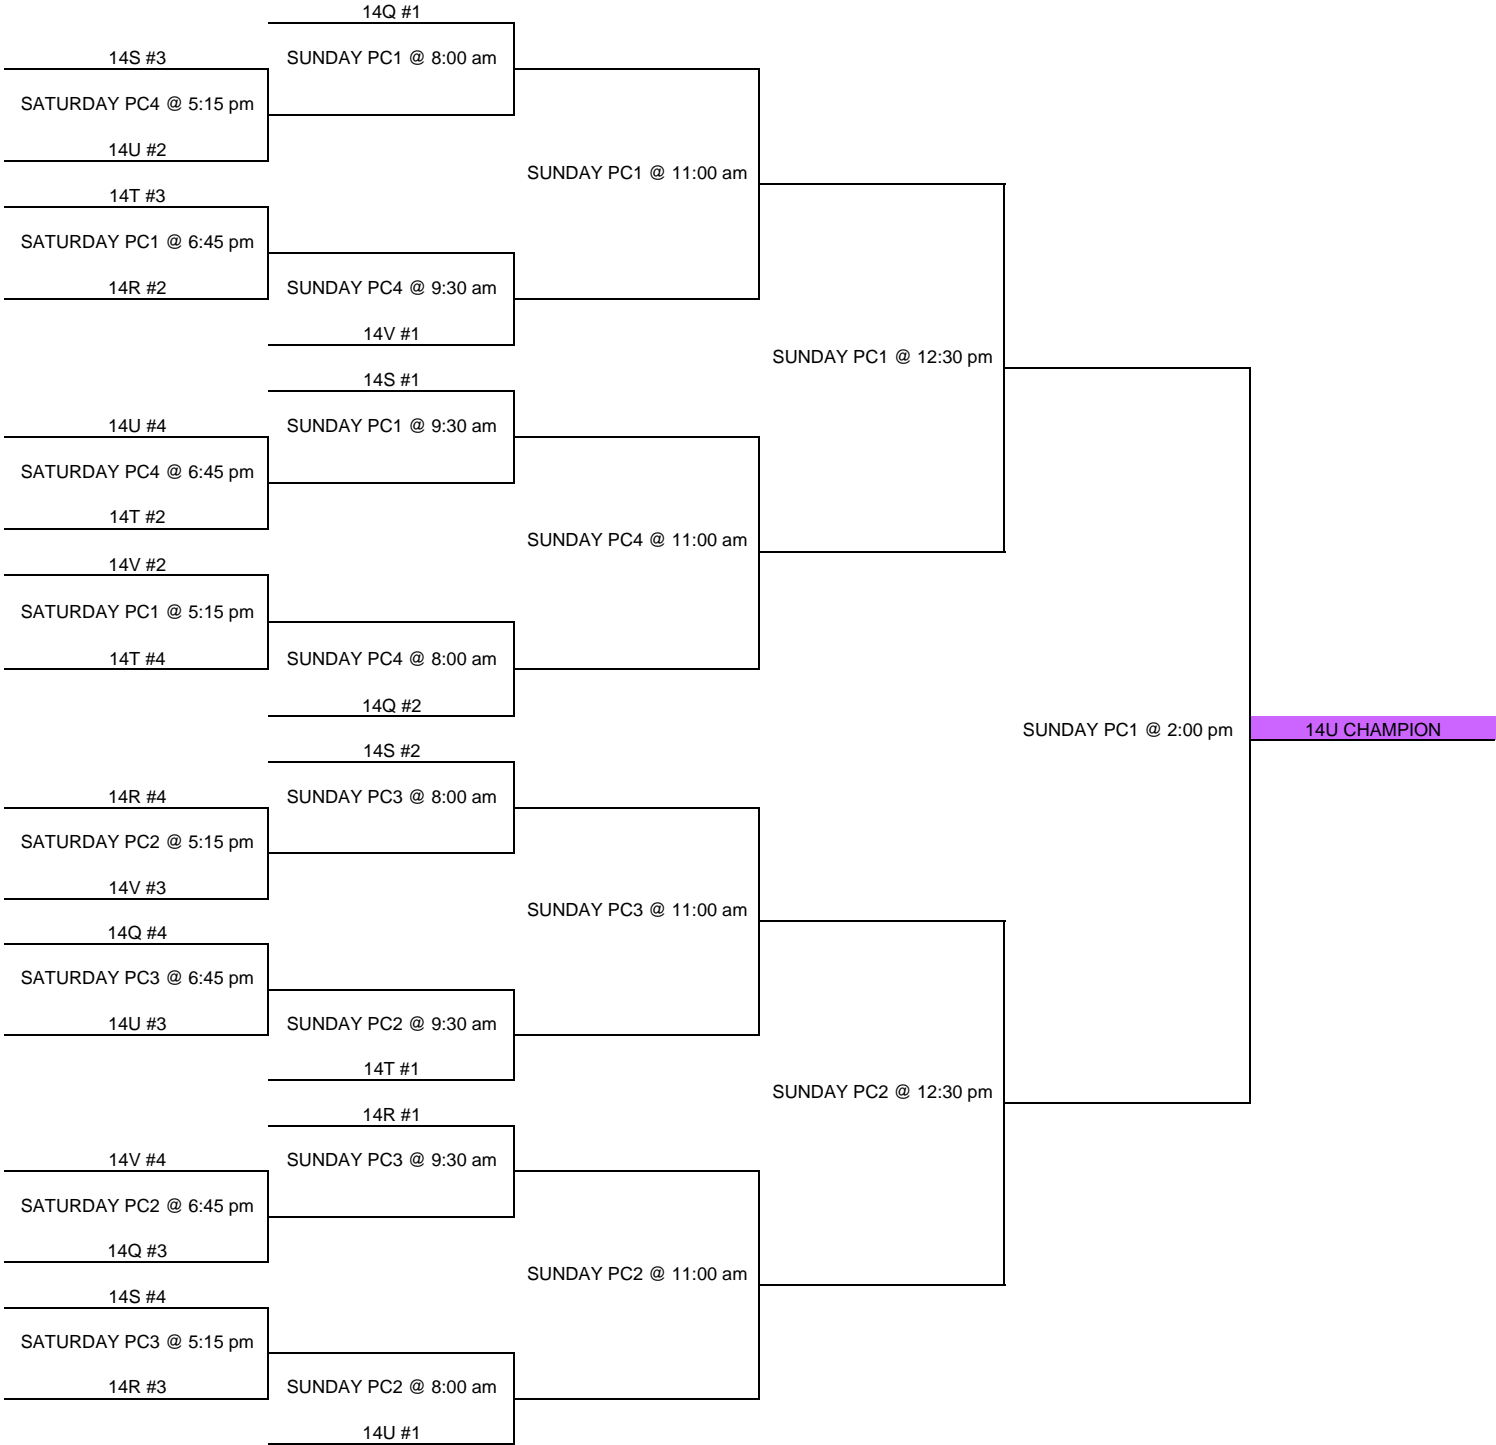 14Q #1
14S #3
SUNDAY PC1 @ 8:00 am
SATURDAY PC4 @ 5:15 pm
14U #2
SUNDAY PC1 @ 11:00 am
14T #3
SATURDAY PC1 @ 6:45 pm
14R #2
SUNDAY PC4 @ 9:30 am
14V #1
SUNDAY PC1 @ 12:30 pm
14S #1
14U #4
SUNDAY PC1 @ 9:30 am
SATURDAY PC4 @ 6:45 pm
14T #2
SUNDAY PC4 @ 11:00 am
14V #2
SATURDAY PC1 @ 5:15 pm
14T #4
SUNDAY PC4 @ 8:00 am
14Q #2
SUNDAY PC1 @ 2:00 pm
14U CHAMPION
14S #2
14R #4
SUNDAY PC3 @ 8:00 am
SATURDAY PC2 @ 5:15 pm
14V #3
SUNDAY PC3 @ 11:00 am
14Q #4
SATURDAY PC3 @ 6:45 pm
14U #3
SUNDAY PC2 @ 9:30 am
14T #1
SUNDAY PC2 @ 12:30 pm
14R #1
14V #4
SUNDAY PC3 @ 9:30 am
SATURDAY PC2 @ 6:45 pm
14Q #3
SUNDAY PC2 @ 11:00 am
14S #4
SATURDAY PC3 @ 5:15 pm
14R #3
SUNDAY PC2 @ 8:00 am
14U #1